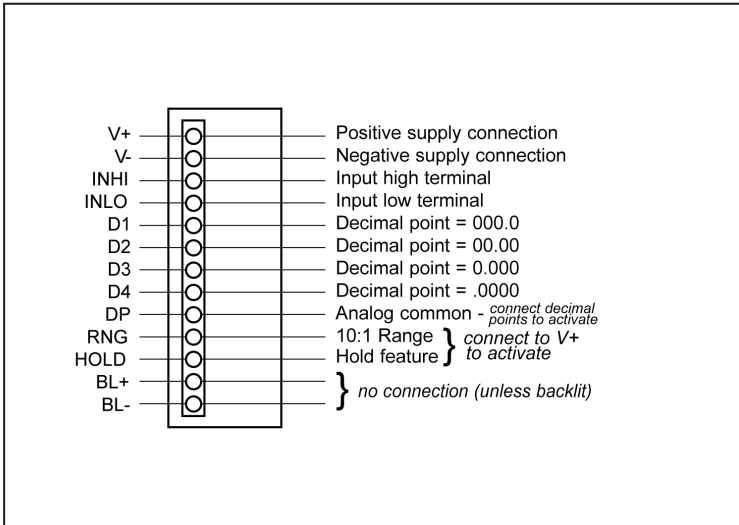 V+ Positive supply connection
V- Negative supply connection
INHI Input high terminal
INLO Input low terminal
D1 Decimal point = 000.0
D2 Decimal point = 00.00
D3 Decimal point = 0.000
D4 Decimal point = .0000
DP Analog common - connect decimal points to activate
RNG 10:1 Range } connect to V+
HOLD Hold feature } to activate
BL+ } no connection (unless backlit)
BL-